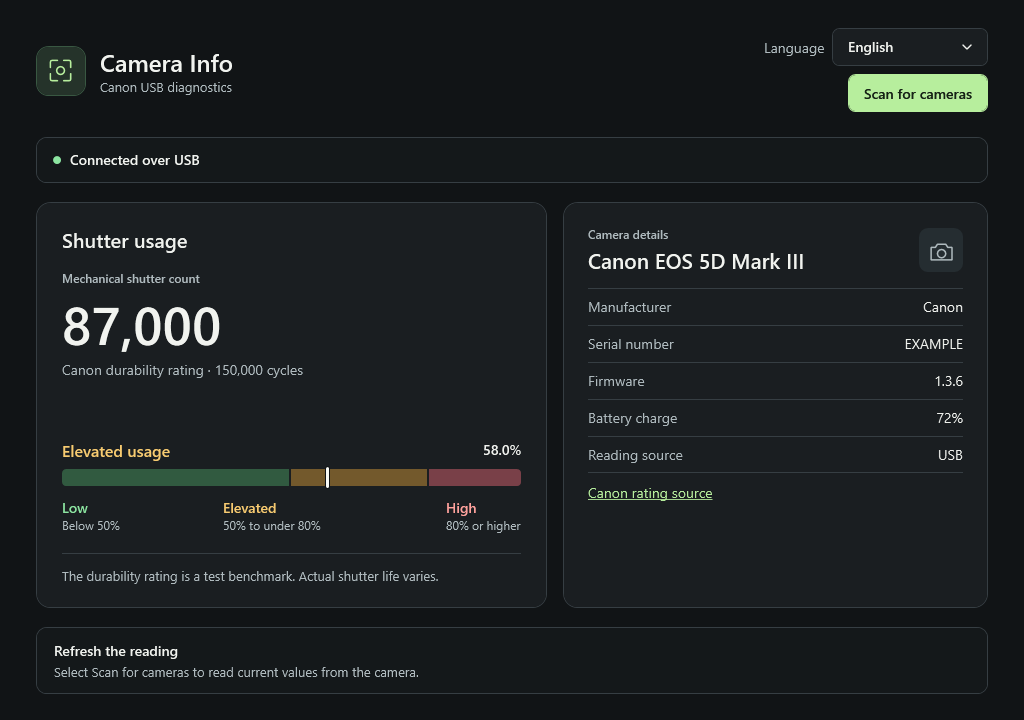 Camera Info
Canon USB diagnostics
Language
English
Scan for cameras
Connected over USB
Shutter usage
Mechanical shutter count
87,000
Canon durability rating · 150,000 cycles
Elevated usage
58.0%
Low
Below 50%
Elevated
50% to under 80%
High
80% or higher
The durability rating is a test benchmark. Actual shutter life varies.
Camera details
Canon EOS 5D Mark III
Manufacturer
Canon
Serial number
EXAMPLE
Firmware
1.3.6
Battery charge
72%
Reading source
USB
Canon rating source
Refresh the reading
Select Scan for cameras to read current values from the camera.